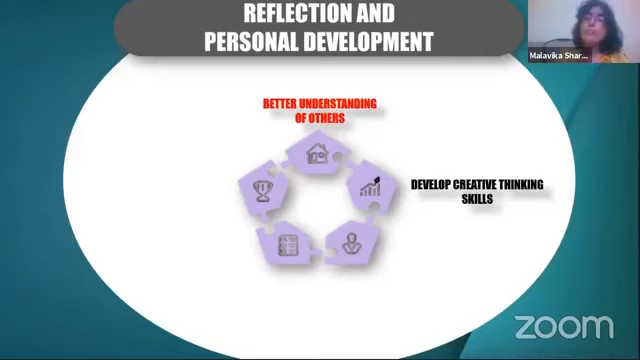 REFLECTION AND
PERSONAL DEVELOPMENT
Malavika Shar...
BETTER UNDERSTANDING
OF OTHERS
DEVELOP CREATIVE THINKING
SKILLS
zoom